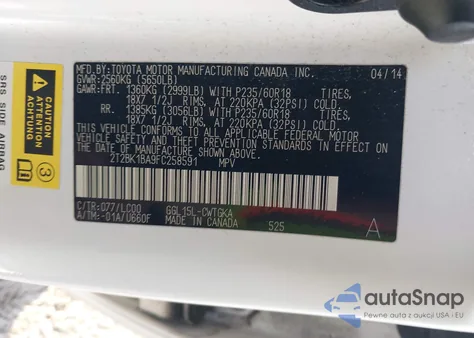 MFD.BY:TOYOTA MOTOR MANUFACTURING CANADA INC. 04/14
GVWR:2560KG (5650LB)
GAWR:FRT. 1360KG (2999LB) WITH P235/60R18 TIRES,
18X7 1/2J RIMS, AT 220KPA (32PSI) COLD.
RR. 1385KG (3056LB) WITH P235/60R18 TIRES,
18X7 1/2J RIMS, AT 220KPA (32PSI) COLD.
THIS VEHICLE CONFORMS TO ALL APPLICABLE FEDERAL MOTOR
VEHICLE SAFETY AND THEFT PREVENTION STANDARDS IN
EFFECT ON THE DATE OF MANUFACTURE SHOWN ABOVE.
2T2BK1BA9FC258591 MPV
C/TR:077/LC00 GGL15L-CWTGKA
A/TM:-01A/U660F MADE IN CANADA 525 A
SRS SIDE AIRBAG
3
autoSnap
Pewne auta z aukcji USA i EU